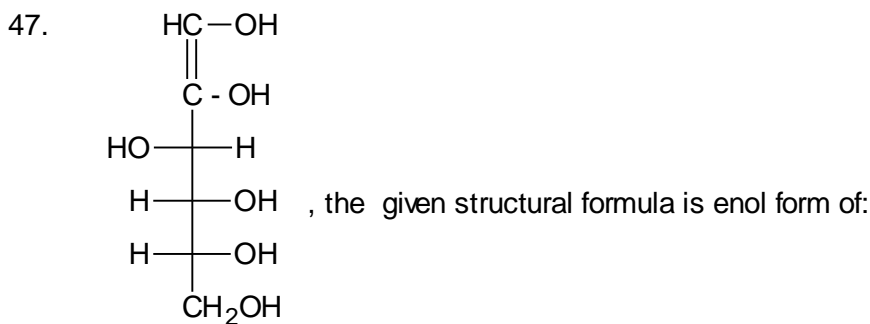 47. HC—OH
C - OH
HO H
H OH , the given structural formula is enol form of:
H OH
CH₂OH